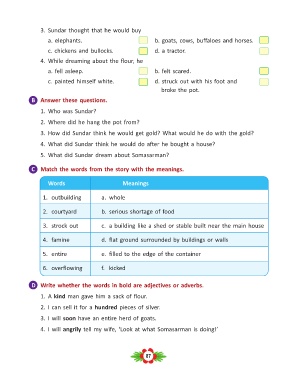 3. Sundar thought that he would buy
a. elephants. b. goats, cows, buffaloes and horses.
c. chickens and bullocks. d. a tractor.
4. While dreaming about the flour, he
a. fell asleep. b. felt scared.
c. painted himself white. d. struck out with his foot and
broke the pot.
B Answer these questions.
1. Who was Sundar?
2. Where did he hang the pot from?
3. How did Sundar think he would get gold? What would he do with the gold?
4. What did Sundar think he would do after he bought a house?
5. What did Sundar dream about Somasarman?
C Match the words from the story with the meanings.
Words Meanings
1. outbuilding a. whole
2. courtyard b. serious shortage of food
3. struck out c. a building like a shed or stable built near the main house
4. famine d. flat ground surrounded by buildings or walls
5. entire e. filled to the edge of the container
6. overflowing f. kicked
D Write whether the words in bold are adjectives or adverbs.
1. A kind man gave him a sack of flour.
2. I can sell it for a hundred pieces of silver.
3. I will soon have an entire herd of goats.
4. I will angrily tell my wife, 'Look at what Somasarman is doing!'
87